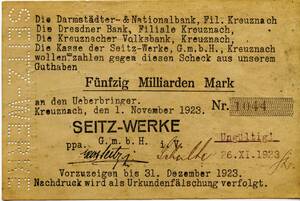 Die Darmstädter- & Nationalbank, Fil. Kreuznach
Die Dresdner Bank, Filiale Kreuznach,
Die Kreuznacher Volksbank, Kreuznach,
Die Kasse der Seitz-Werke, G.m.b.H., Kreuznach
wollen zahlen gegen diesen Scheck aus unserem
Guthaben
Fünfzig Milliarden Mark
an den Ueberbringer.
Kreuznach, den 1. November 1923.
Nr. 1044
SEITZ-WERKE
G. m. b. H.
ppa. i. V.
Ungültig!
26.XI.1923
Vorzuzeigen bis 31. Dezember 1923.
Nachdruck wird als Urkundenfälschung verfolgt.
SEITZ-WERKE